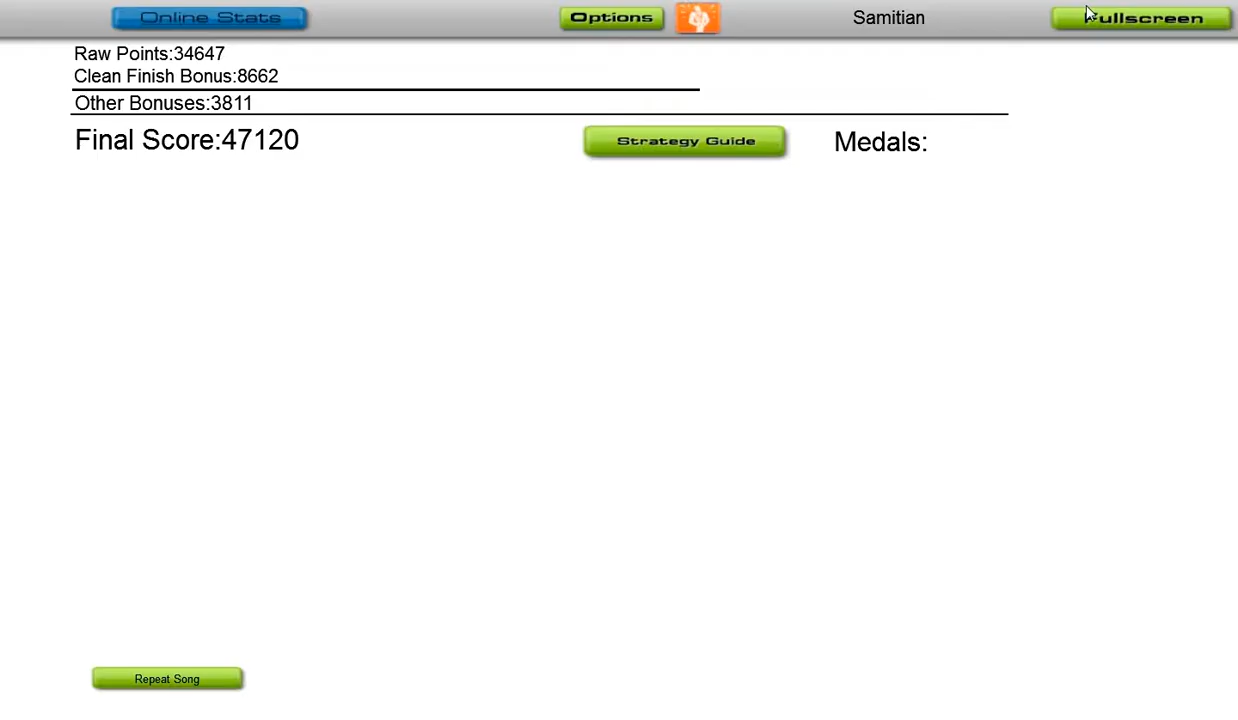 Online Stats
Options
Samitian
Fullscreen
Raw Points:34647
Clean Finish Bonus:8662
Other Bonuses:3811
Final Score:47120
Strategy Guide
Medals:
Repeat Song